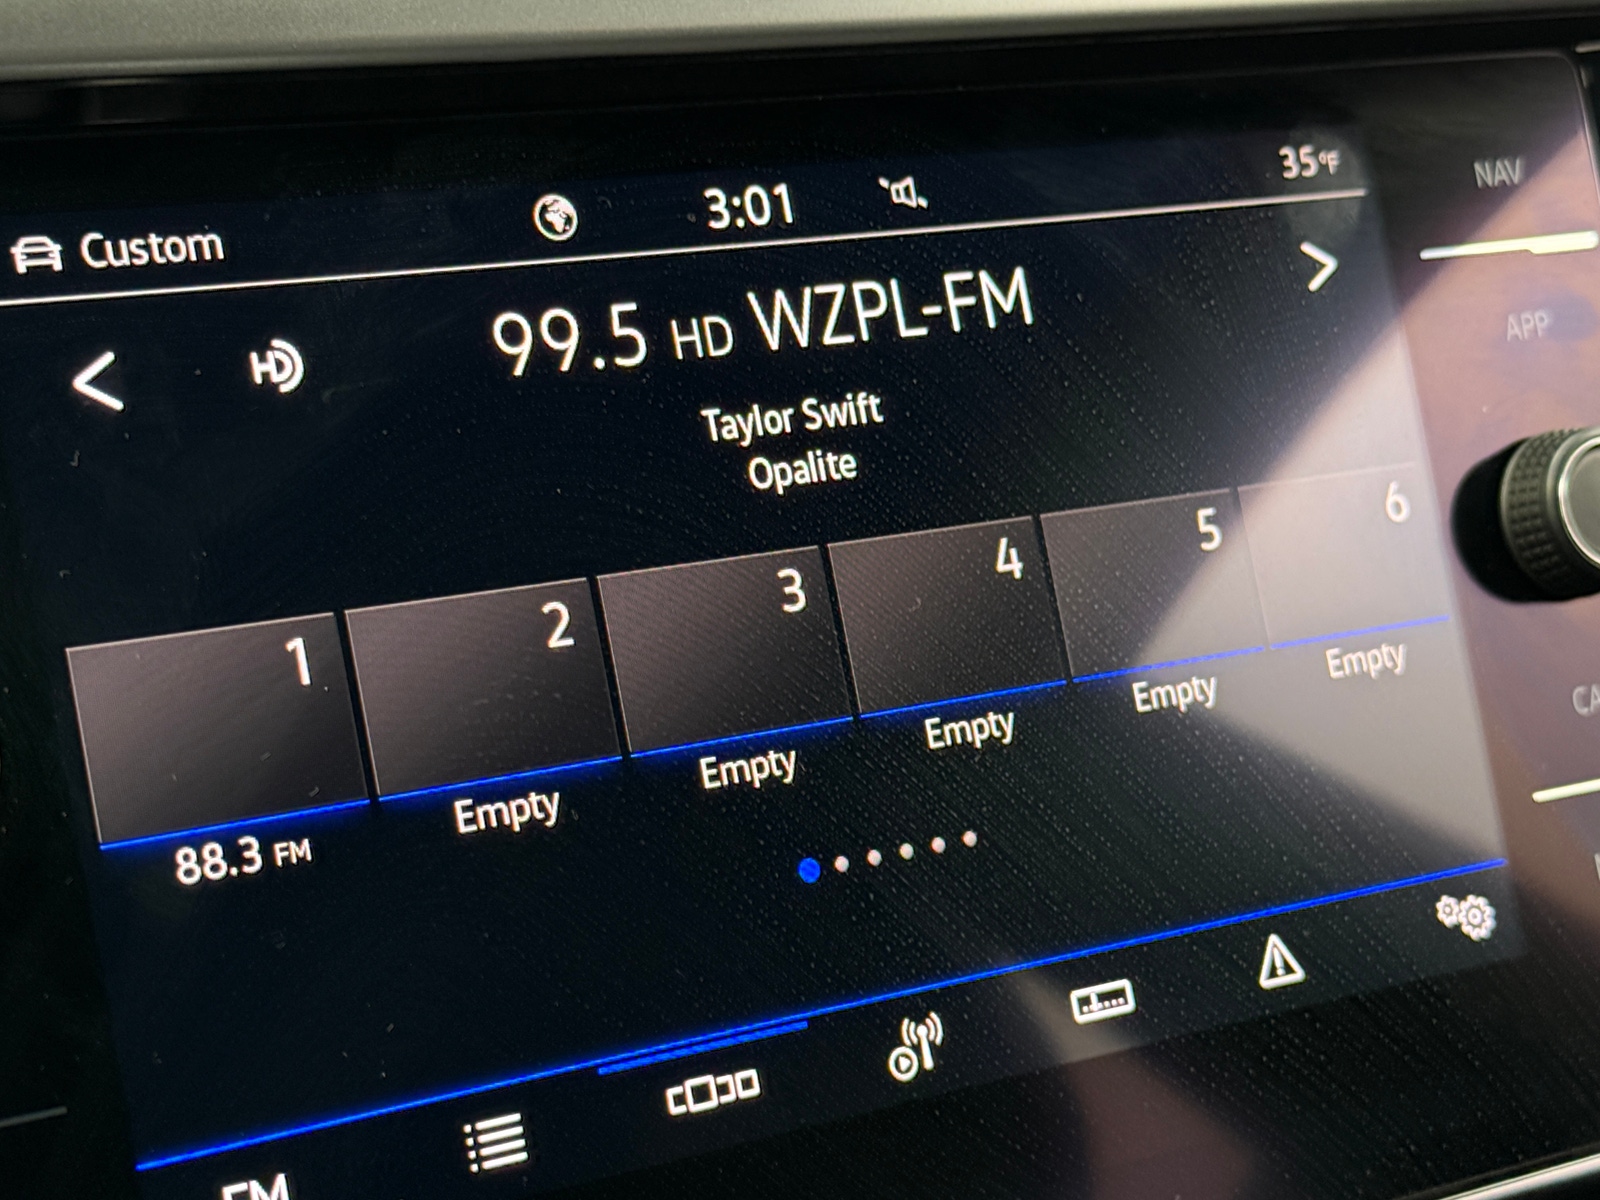 Custom 3:01 35°F
NAV
HD 99.5 HD WZPL-FM
APP
Taylor Swift
Opalite
1 2 3 4 5 6
88.3 FM Empty Empty Empty Empty Empty
FM